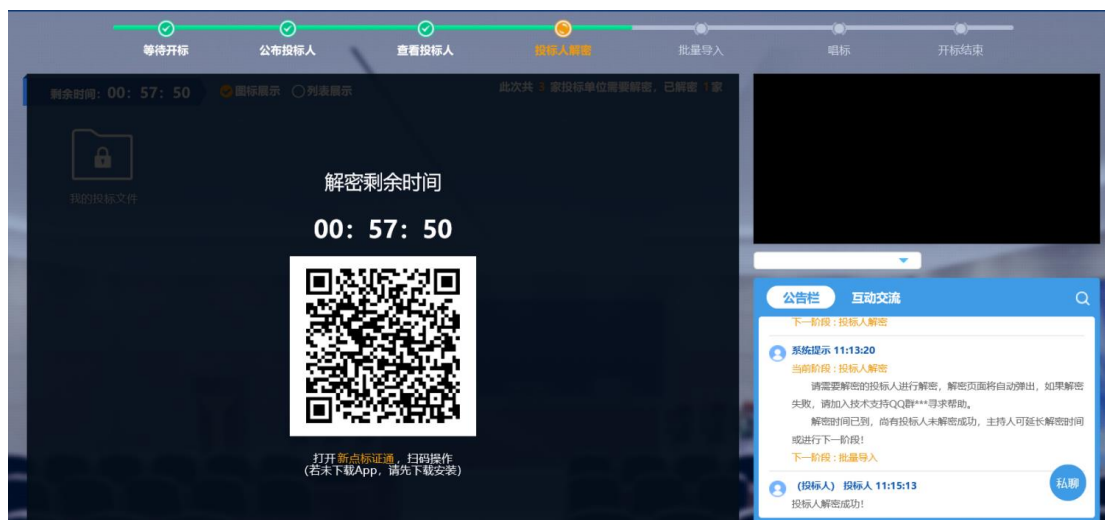 等待开标
公布投标人
查看投标人
投标人解密
批量导入
唱标
开标结束
剩余时间：00：57：50
图标展示
列表展示
此次共 3 家投标单位需要解密，已解密 1家
我的投标文件
解密剩余时间
00：57：50
打开新点标证通，扫码操作
(若未下载App，请先下载安装)
公告栏
互动交流
下一阶段：投标人解密
系统提示 11:13:20
当前阶段：投标人解密
请需要解密的投标人进行解密，解密页面将自动弹出，如果解密
失败，请加入技术支持QQ群***寻求帮助。
解密时间已到，尚有投标人未解密成功，主持人可延长解密时间
或进行下一阶段！
下一阶段：批量导入
(投标人) 投标人 11:15:13
投标人解密成功!
私聊